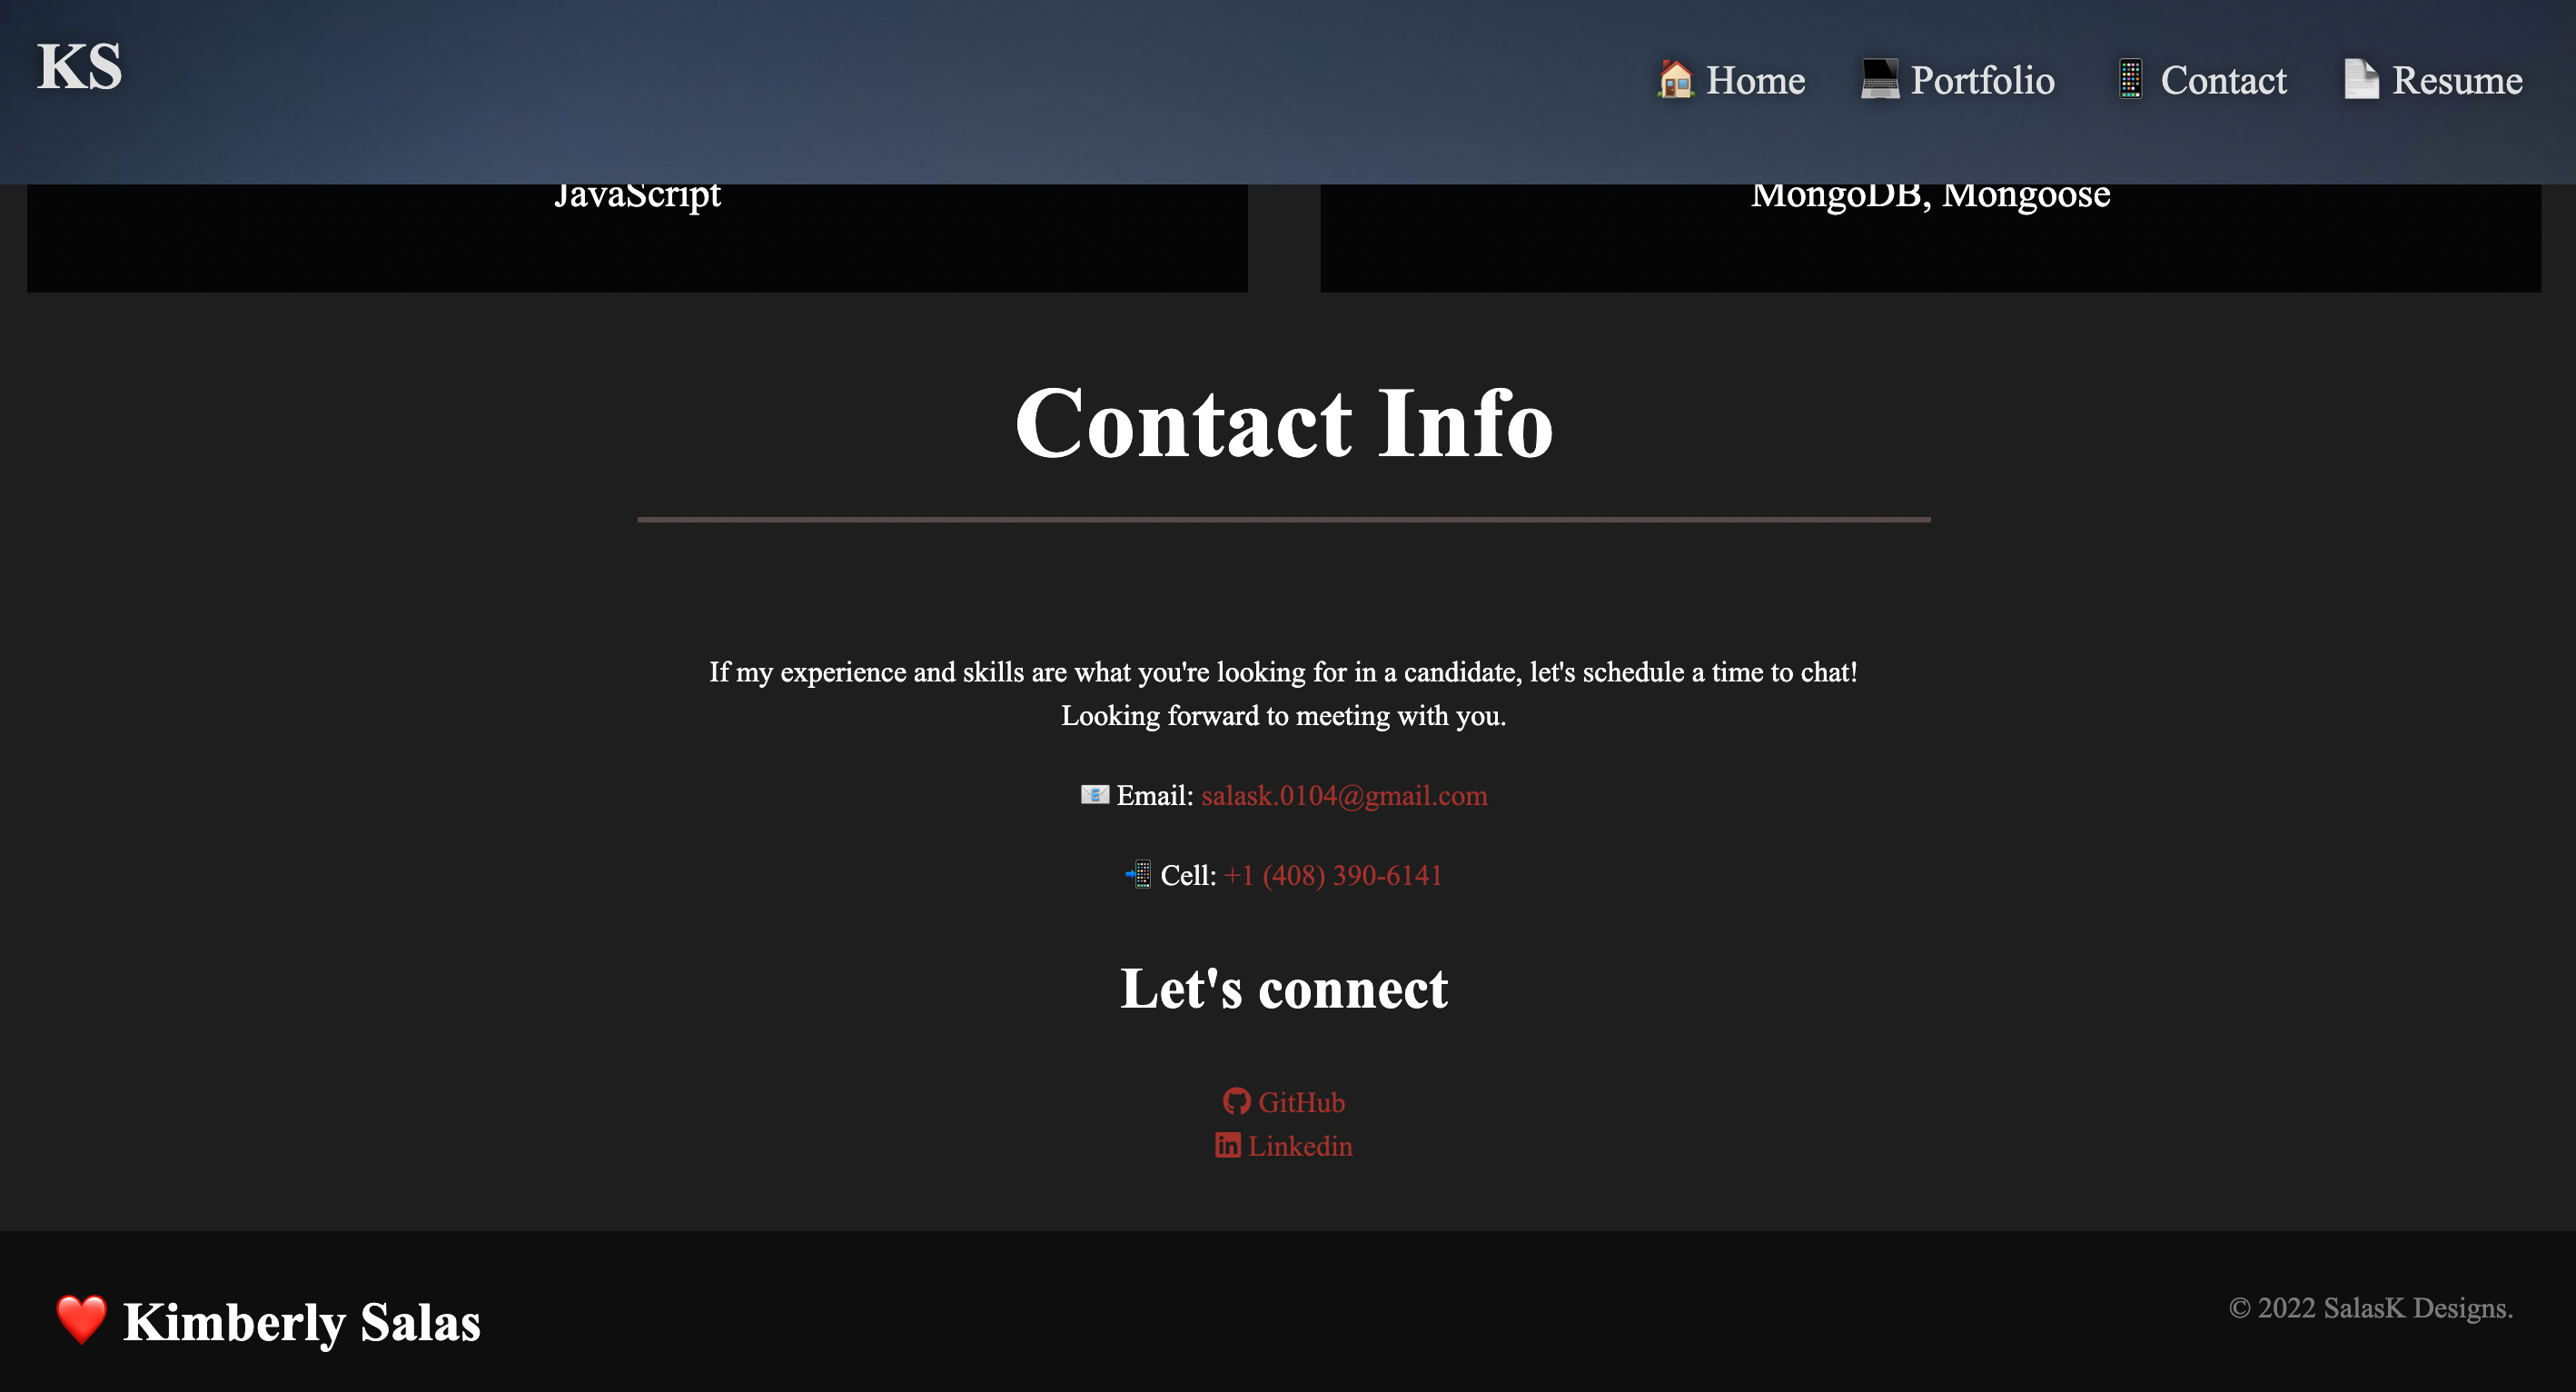 KS
🏠 Home 💻 Portfolio 📱 Contact 📄 Resume
JavaScript
MongoDB, Mongoose
Contact Info
If my experience and skills are what you're looking for in a candidate, let's schedule a time to chat!
Looking forward to meeting with you.
📧 Email: salask.0104@gmail.com
📲 Cell: +1 (408) 390-6141
Let's connect
GitHub
Linkedin
❤️ Kimberly Salas
© 2022 SalasK Designs.